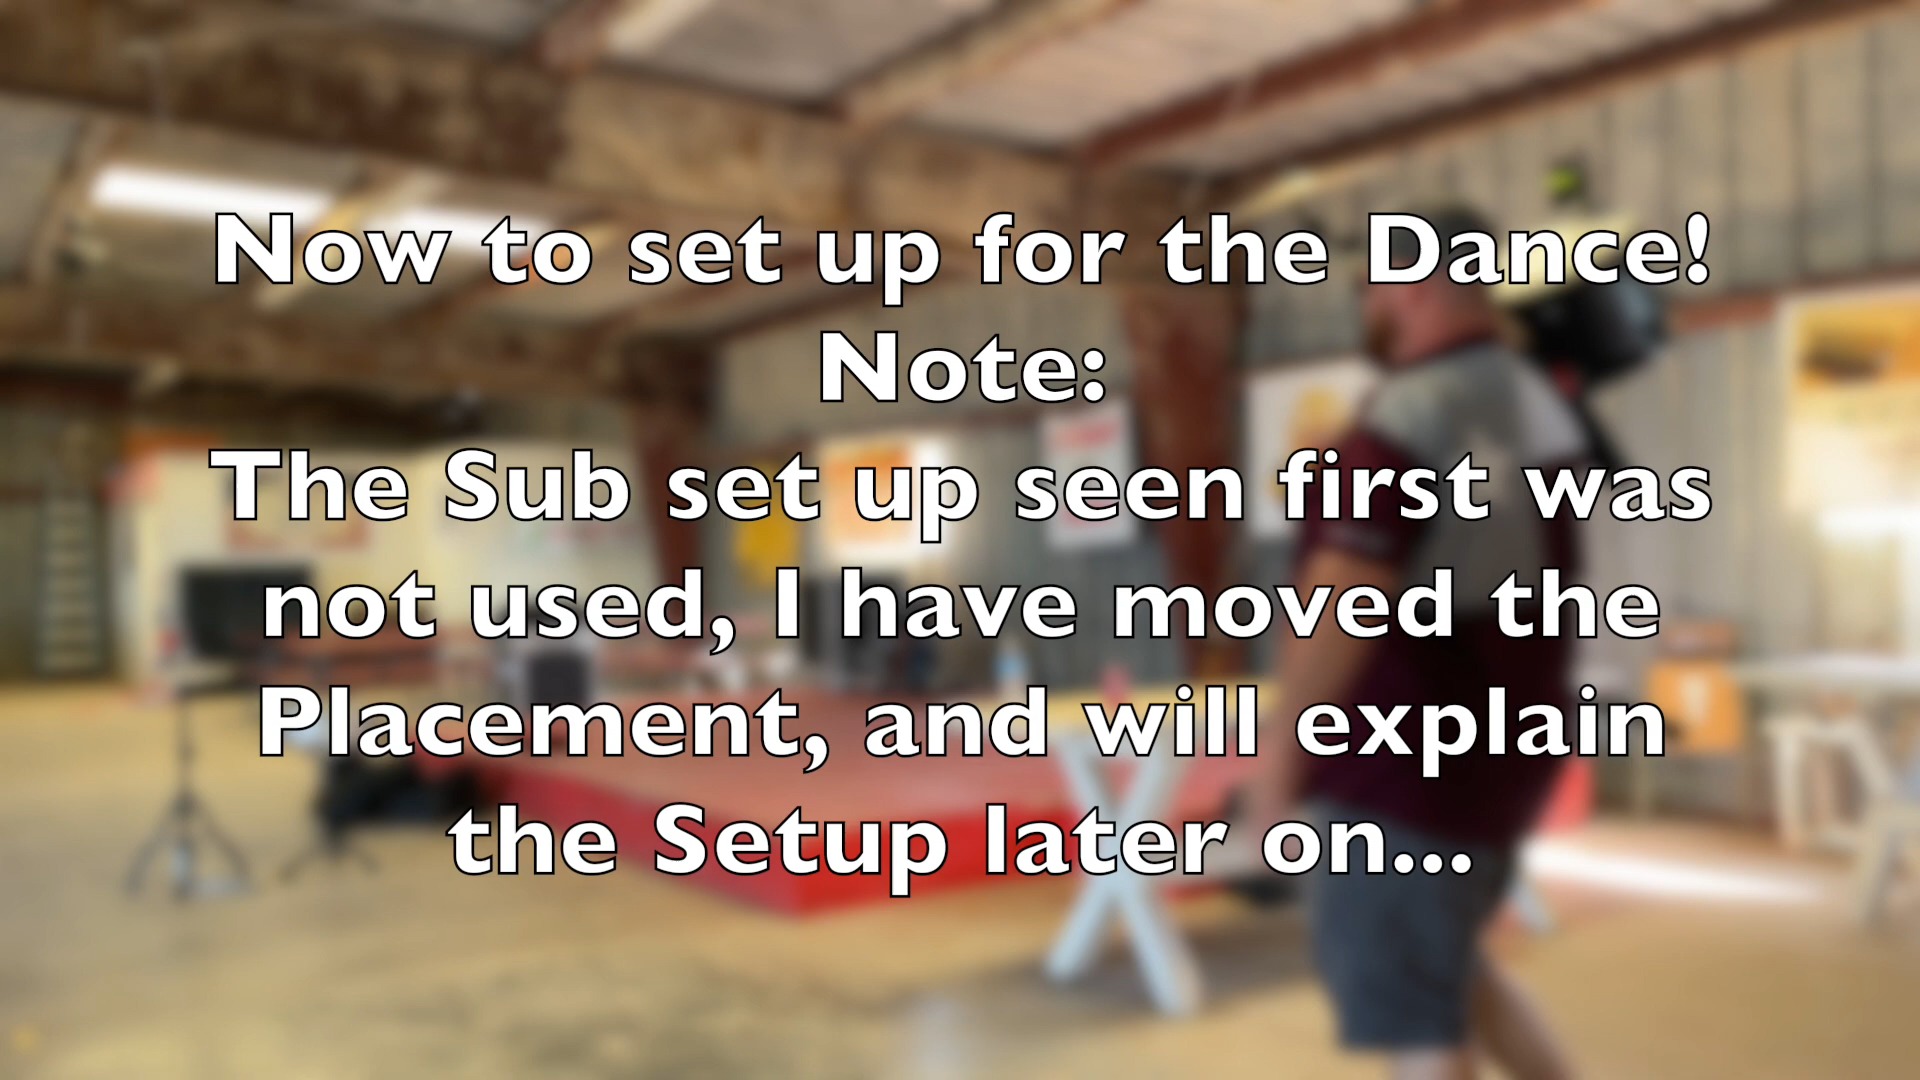 Now to set up for the Dance!
Note:
The Sub set up seen first was
not used, I have moved the
Placement, and will explain
the Setup later on...